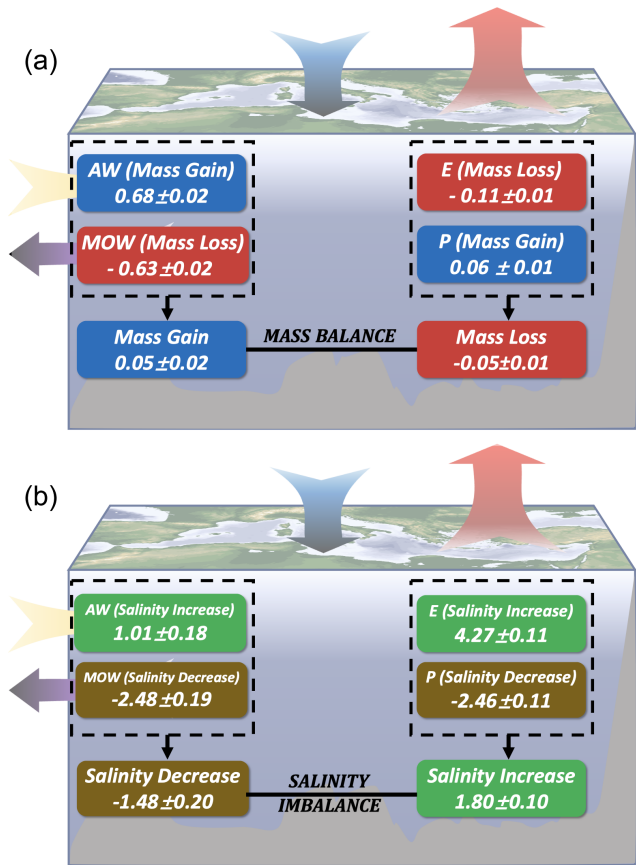 (a)
AW (Mass Gain)
0.68±0.02
MOW (Mass Loss)
- 0.63±0.02
Mass Gain
0.05±0.02
E (Mass Loss)
- 0.11±0.01
P (Mass Gain)
0.06 ± 0.01
Mass Loss
-0.05±0.01
MASS BALANCE
(b)
AW (Salinity Increase)
1.01±0.18
MOW (Salinity Decrease)
-2.48±0.19
Salinity Decrease
-1.48±0.20
E (Salinity Increase)
4.27±0.11
P (Salinity Decrease)
-2.46±0.11
Salinity Increase
1.80±0.10
SALINITY
IMBALANCE